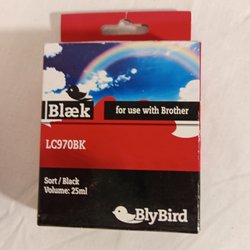 Blæk
for use with Brother
LC970BK
Sort / Black
Volume: 25ml
BlyBird